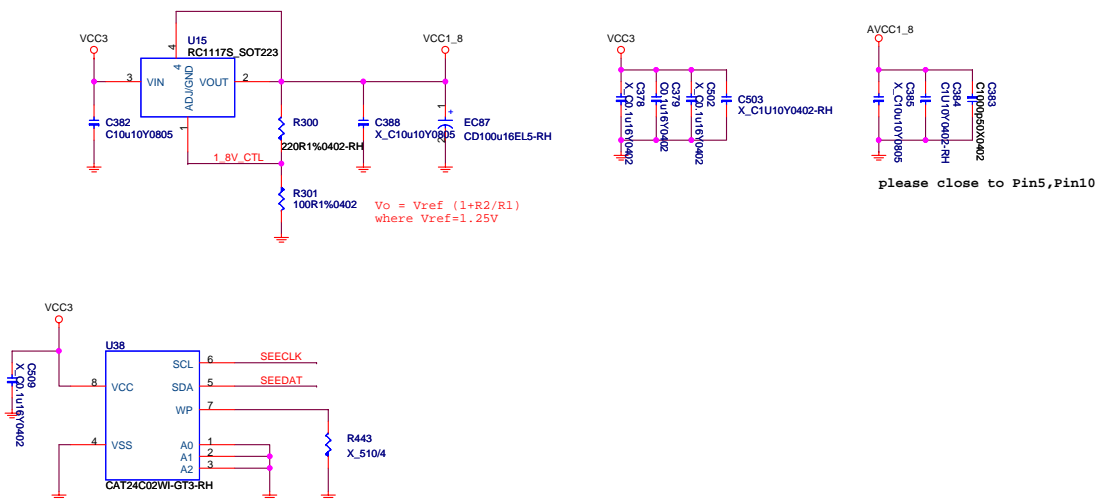 VCC3
U15
RC1117S_SOT223
VCC1_8
4
3
VIN
4
ADJ/GND
VOUT
2
1
C382
C10u10Y0805
R300
220R1%0402-RH
C388
X_C10u10Y0805
1
2
+
EC87
CD100u16EL5-RH
1_8V_CTL
R301
100R1%0402
Vo = Vref (1+R2/R1)
where Vref=1.25V
VCC3
C378
X_C0.1u16Y0402
C379
C0.1u16Y0402
C502
X_C0.1u16Y0402
C503
X_C1U10Y0402-RH
AVCC1_8
C385
X_C10u10Y0805
C384
C1U10Y0402-RH
C383
C1000p50X0402
please close to Pin5,Pin10
VCC3
C509
X_C0.1u16Y0402
U38
8
VCC
SCL
6
SEECLK
SDA
5
SEEDAT
WP
7
4
VSS
A0
1
A1
2
A2
3
R443
X_510/4
CAT24C02WI-GT3-RH